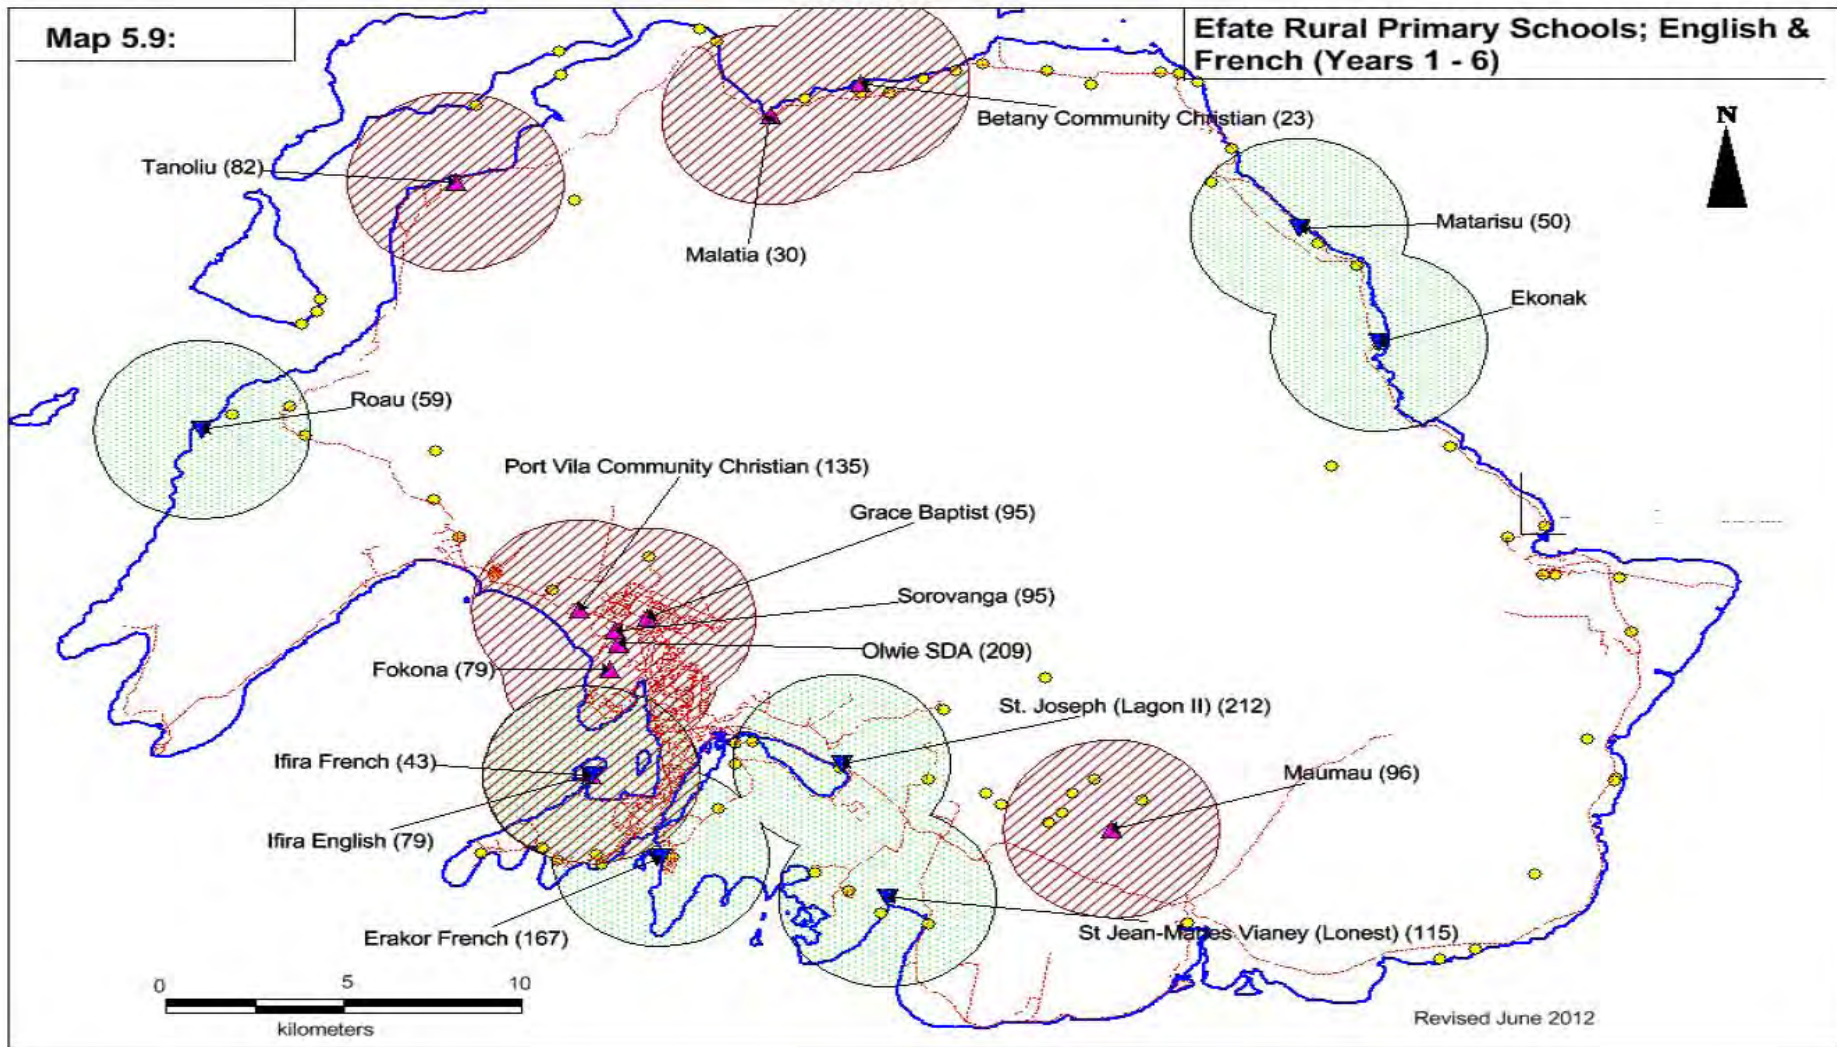 Map 5.9:
Efate Rural Primary Schools; English &
French (Years 1 - 6)
N
Betany Community Christian (23)
Tanoliu (82)
Malatia (30)
Matarisu (50)
Ekonak
Roau (59)
Port Vila Community Christian (135)
Grace Baptist (95)
Sorovanga (95)
Olwie SDA (209)
Fokona (79)
St. Joseph (Lagon II) (212)
Ifira French (43)
Maumau (96)
Ifira English (79)
Erakor French (167)
St Jean-Maties Vianey (Lonest) (115)
0 5 10
kilometers
Revised June 2012